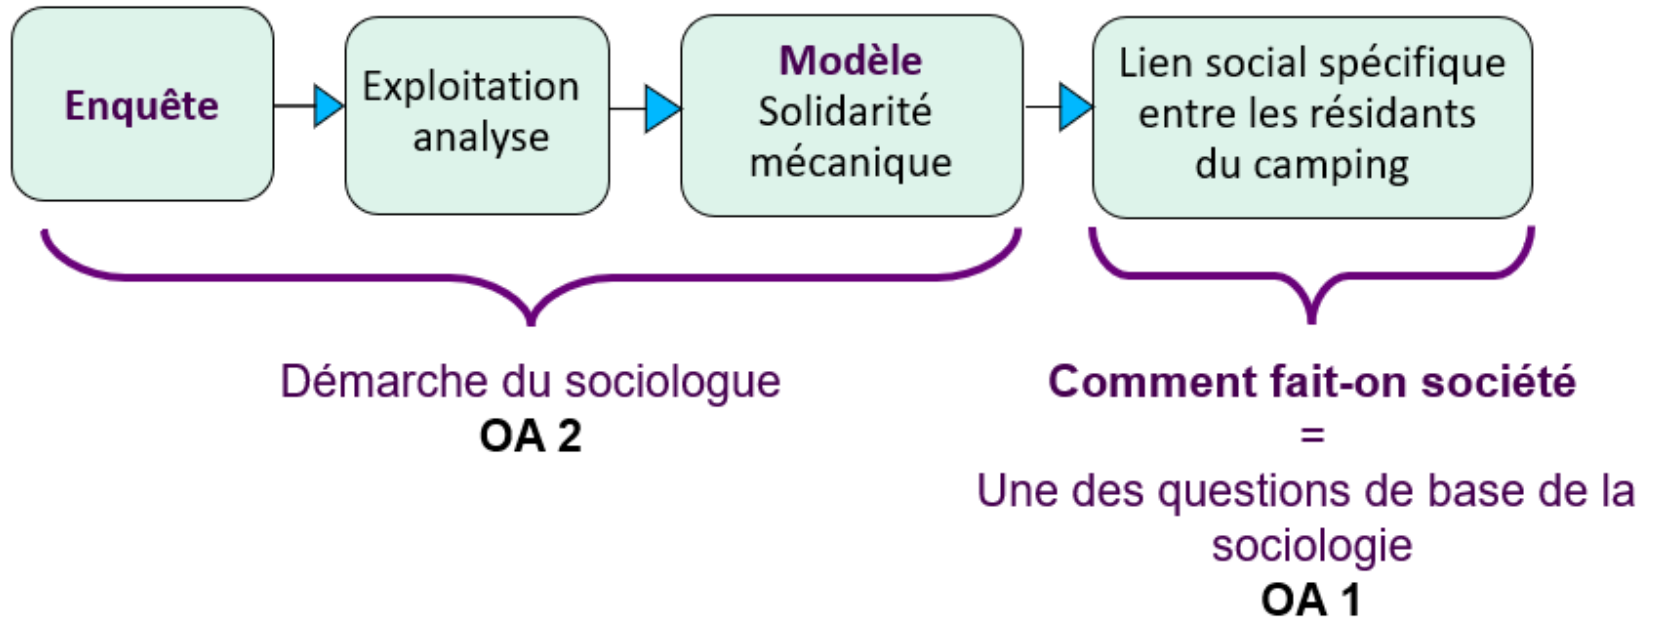 Enquête
Exploitation
analyse
Modèle
Solidarité
mécanique
Lien social spécifique
entre les résidants
du camping
Démarche du sociologue
OA 2
Comment fait-on société
=
Une des questions de base de la
sociologie
OA 1